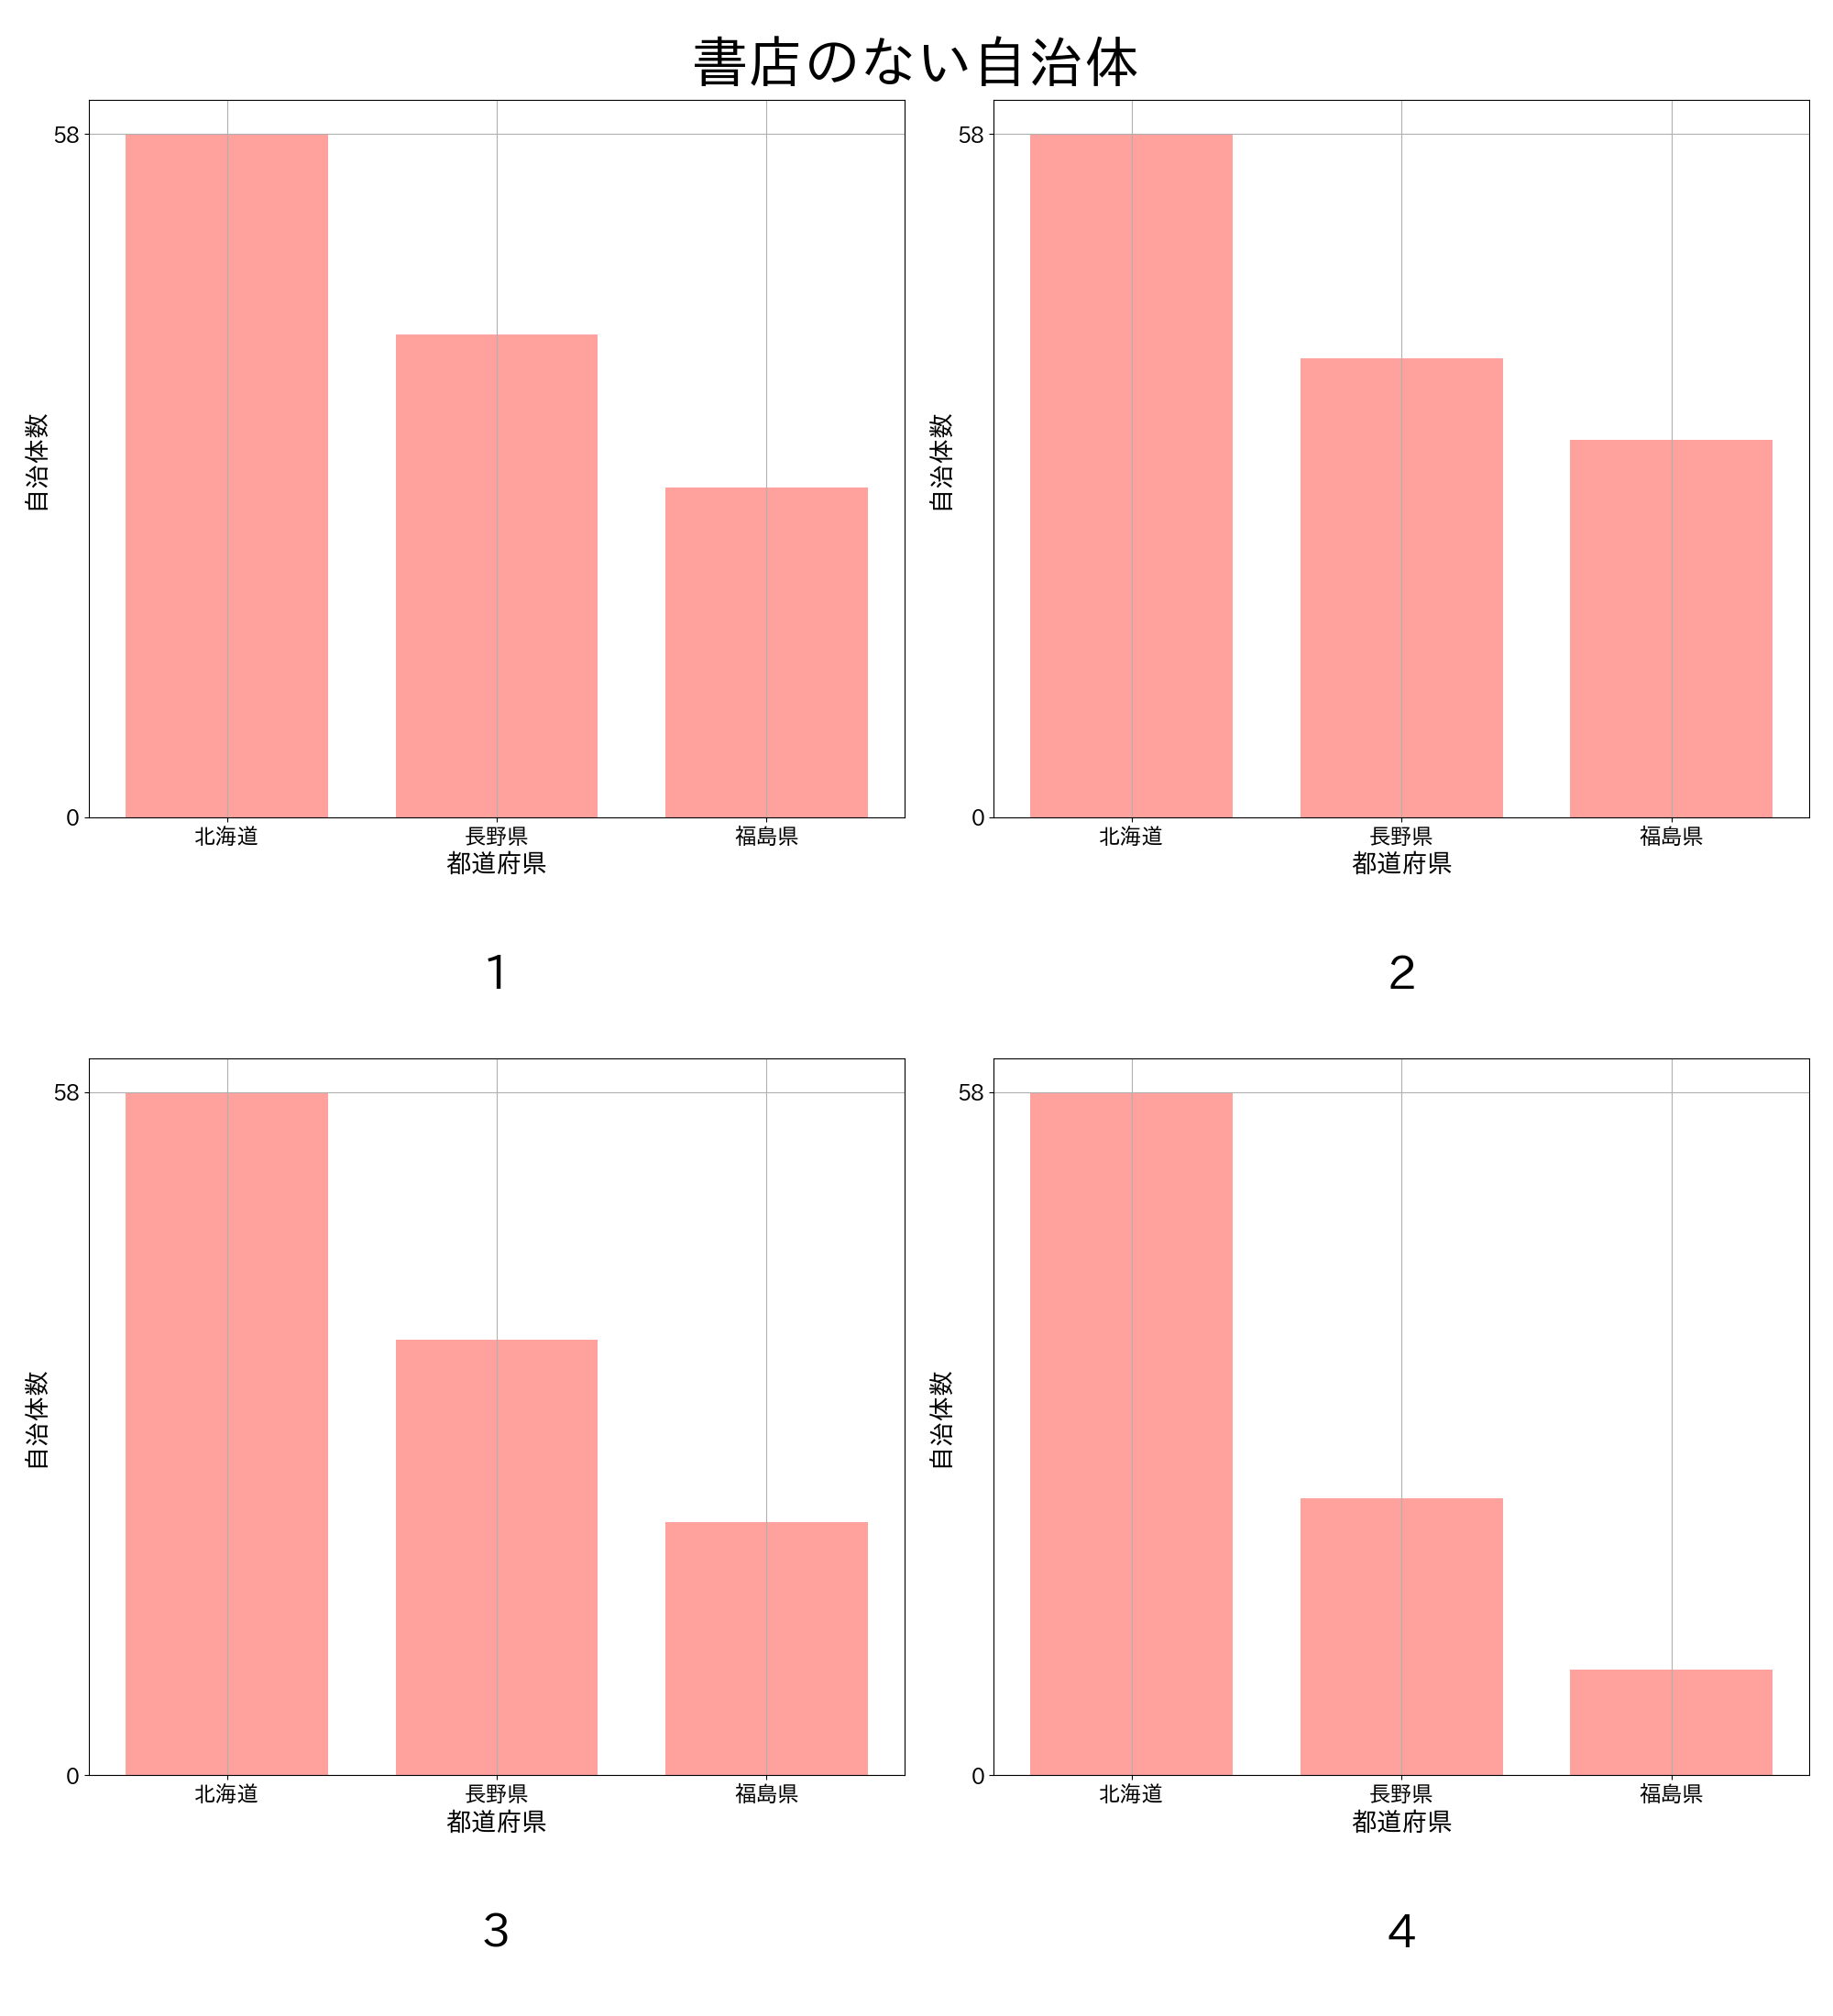 書店のない自治体
58
0
自治体数
北海道 長野県 福島県
都道府県
1
58
0
自治体数
北海道 長野県 福島県
都道府県
2
58
0
自治体数
北海道 長野県 福島県
都道府県
3
58
0
自治体数
北海道 長野県 福島県
都道府県
4